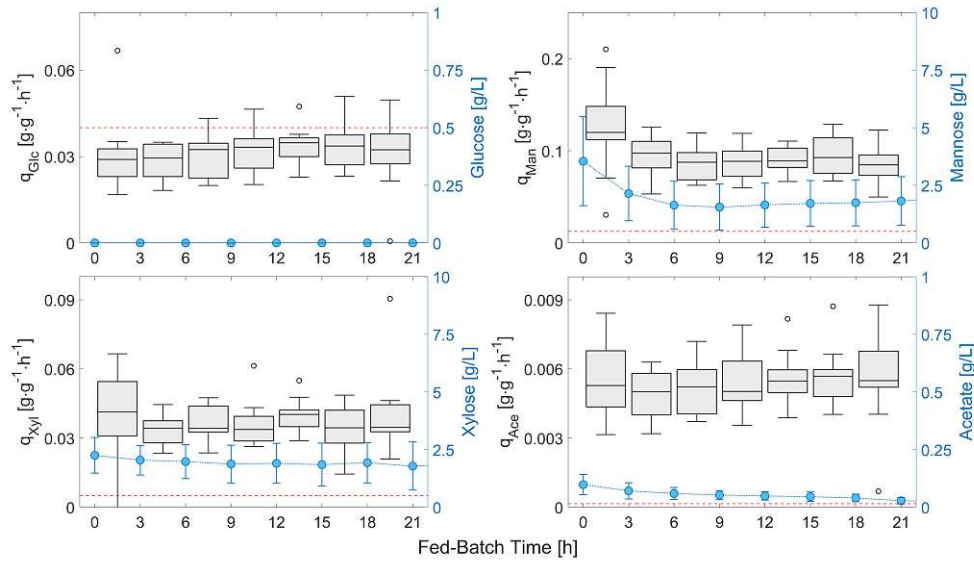 q_Glc [g·g⁻¹·h⁻¹]
0.06
0.03
0
1
0.75
0.5
0.25
0
Glucose [g/L]
0 3 6 9 12 15 18 21
q_Man [g·g⁻¹·h⁻¹]
0.2
0.1
0
10
7.5
5
2.5
0
Mannose [g/L]
0 3 6 9 12 15 18 21
q_Xyl [g·g⁻¹·h⁻¹]
0.09
0.06
0.03
0
10
7.5
5
2.5
0
Xylose [g/L]
0 3 6 9 12 15 18 21
q_Ace [g·g⁻¹·h⁻¹]
0.009
0.006
0.003
0
1
0.75
0.5
0.25
0
Acetate [g/L]
0 3 6 9 12 15 18 21
Fed-Batch Time [h]